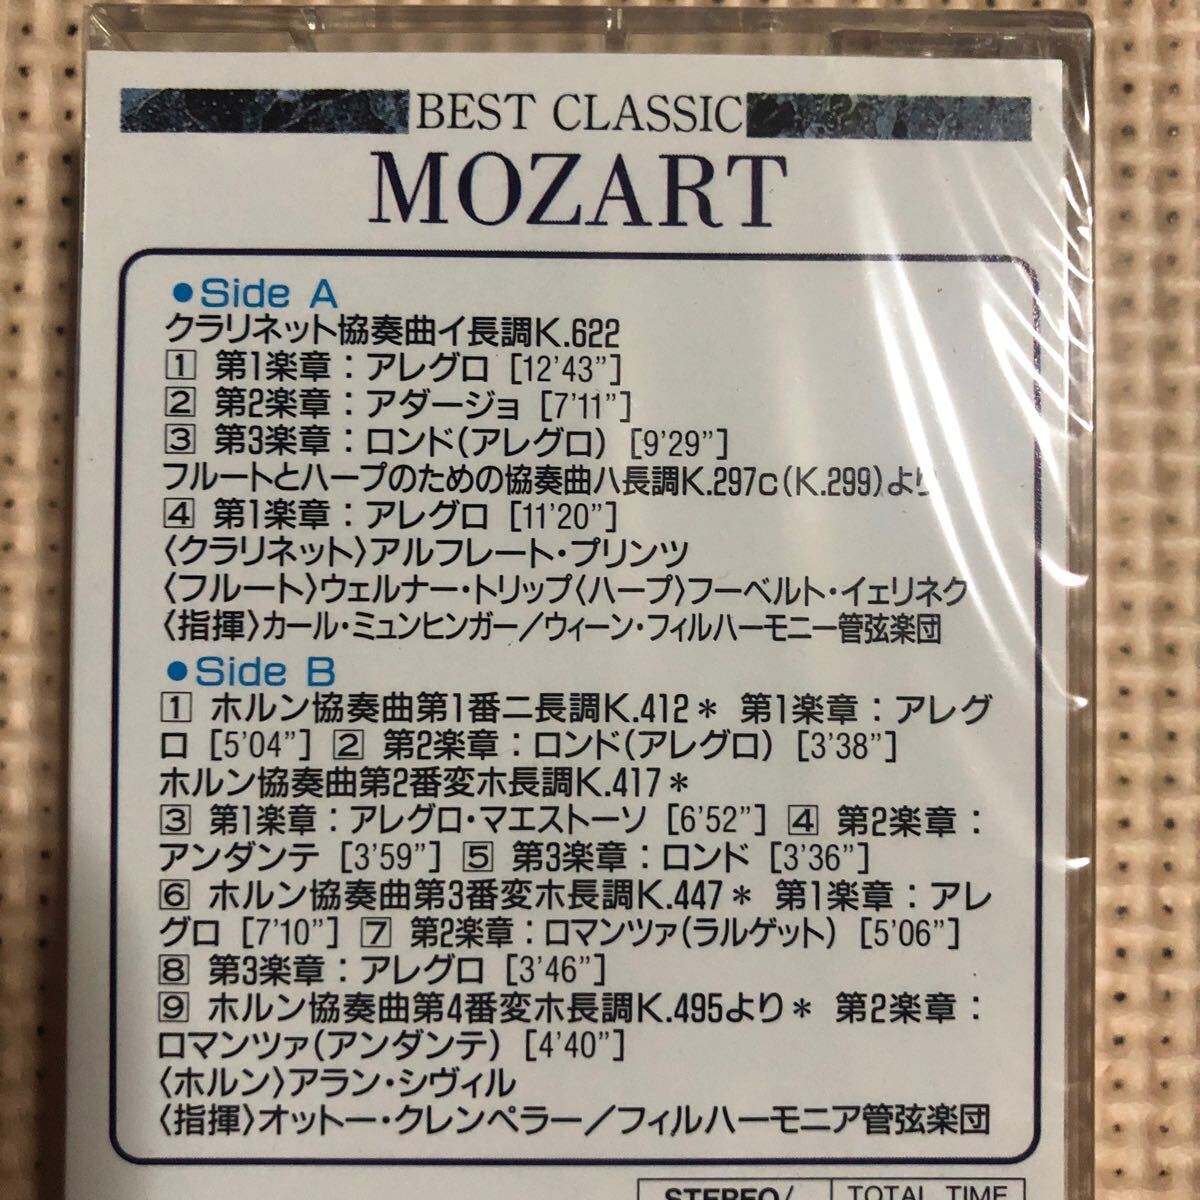 BEST CLASSIC
MOZART
●Side A
クラリネット協奏曲イ長調K.622
1 第1楽章：アレグロ [12'43”]
2 第2楽章：アダージョ [7'11”]
3 第3楽章：ロンド(アレグロ) [9'29”]
フルートとハープのための協奏曲ハ長調K.297c(K.299)より
4 第1楽章：アレグロ [11'20”]
〈クラリネット〉アルフレート・プリンツ
〈フルート〉ウェルナー・トリップ〈ハープ〉フーベルト・イェリネク
〈指揮〉カール・ミュンヒンガー／ウィーン・フィルハーモニー管弦楽団
●Side B
1 ホルン協奏曲第1番ニ長調K.412＊ 第1楽章：アレグ
ロ [5'04”] 2 第2楽章：ロンド(アレグロ) [3'38”]
ホルン協奏曲第2番変ホ長調K.417＊
3 第1楽章：アレグロ・マエストーソ [6'52”] 4 第2楽章：
アンダンテ [3'59”] 5 第3楽章：ロンド [3'36”]
6 ホルン協奏曲第3番変ホ長調K.447＊ 第1楽章：アレ
グロ [7'10”] 7 第2楽章：ロマンツァ(ラルゲット) [5'06”]
8 第3楽章：アレグロ [3'46”]
9 ホルン協奏曲第4番変ホ長調K.495より＊ 第2楽章：
ロマンツァ(アンダンテ) [4'40”]
〈ホルン〉アラン・シヴィル
〈指揮〉オットー・クレンペラー／フィルハーモニア管弦楽団
STEREO/ TOTAL TIME